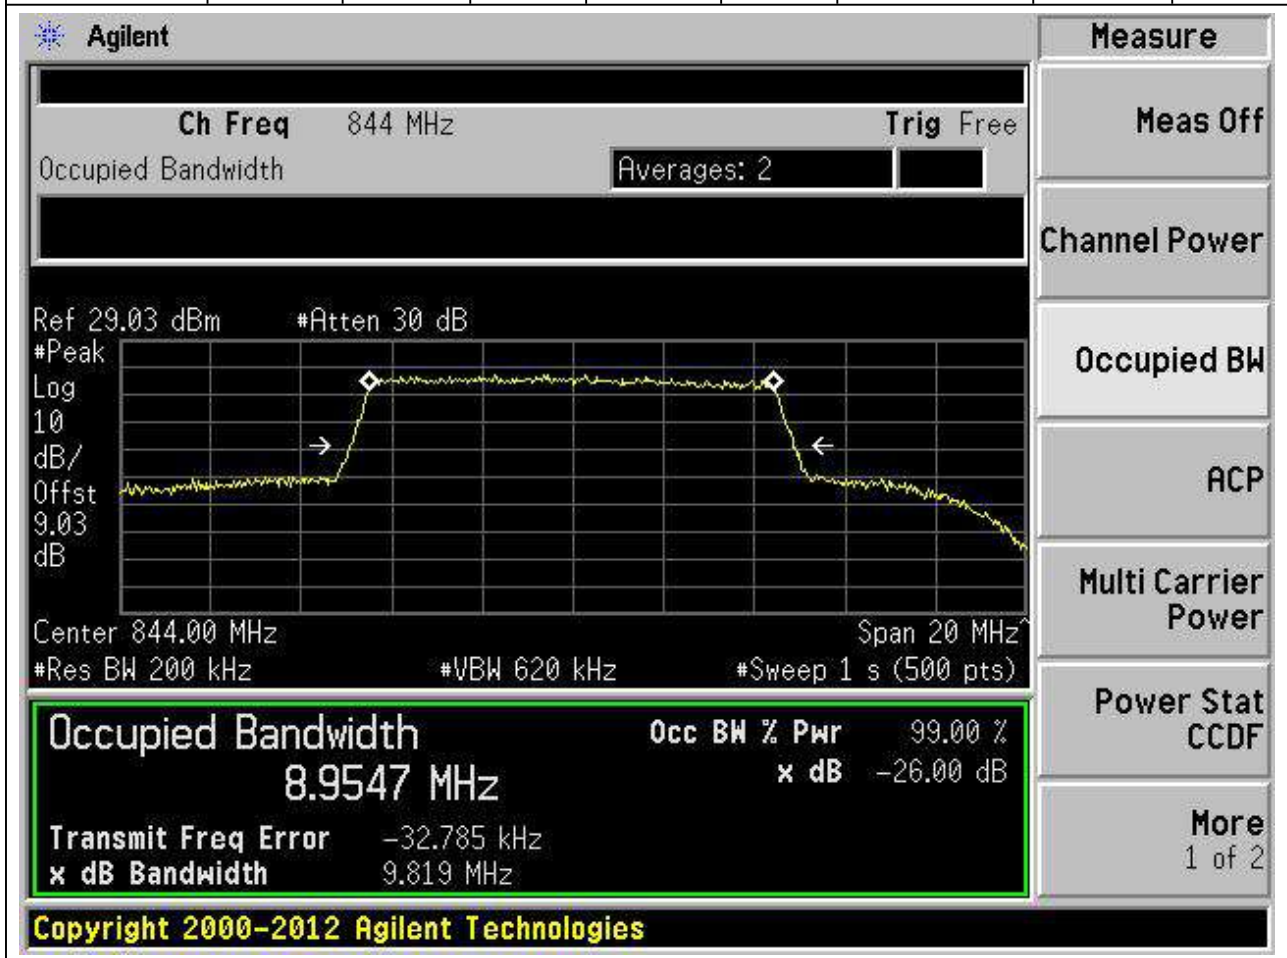 Agilent
Measure
Ch Freq 844 MHz Trig Free
Occupied Bandwidth Averages: 2
Meas Off
Channel Power
Occupied BW
ACP
Multi Carrier
Power
Power Stat
CCDF
More
1 of 2
Ref 29.03 dBm #Atten 30 dB
#Peak
Log
10
dB/
Offst
9.03
dB
Center 844.00 MHz Span 20 MHz^
#Res BW 200 kHz #VBW 620 kHz #Sweep 1 s (500 pts)
Occupied Bandwidth Occ BW % Pwr 99.00 %
8.9547 MHz x dB -26.00 dB
Transmit Freq Error -32.785 kHz
x dB Bandwidth 9.819 MHz
Copyright 2000-2012 Agilent Technologies